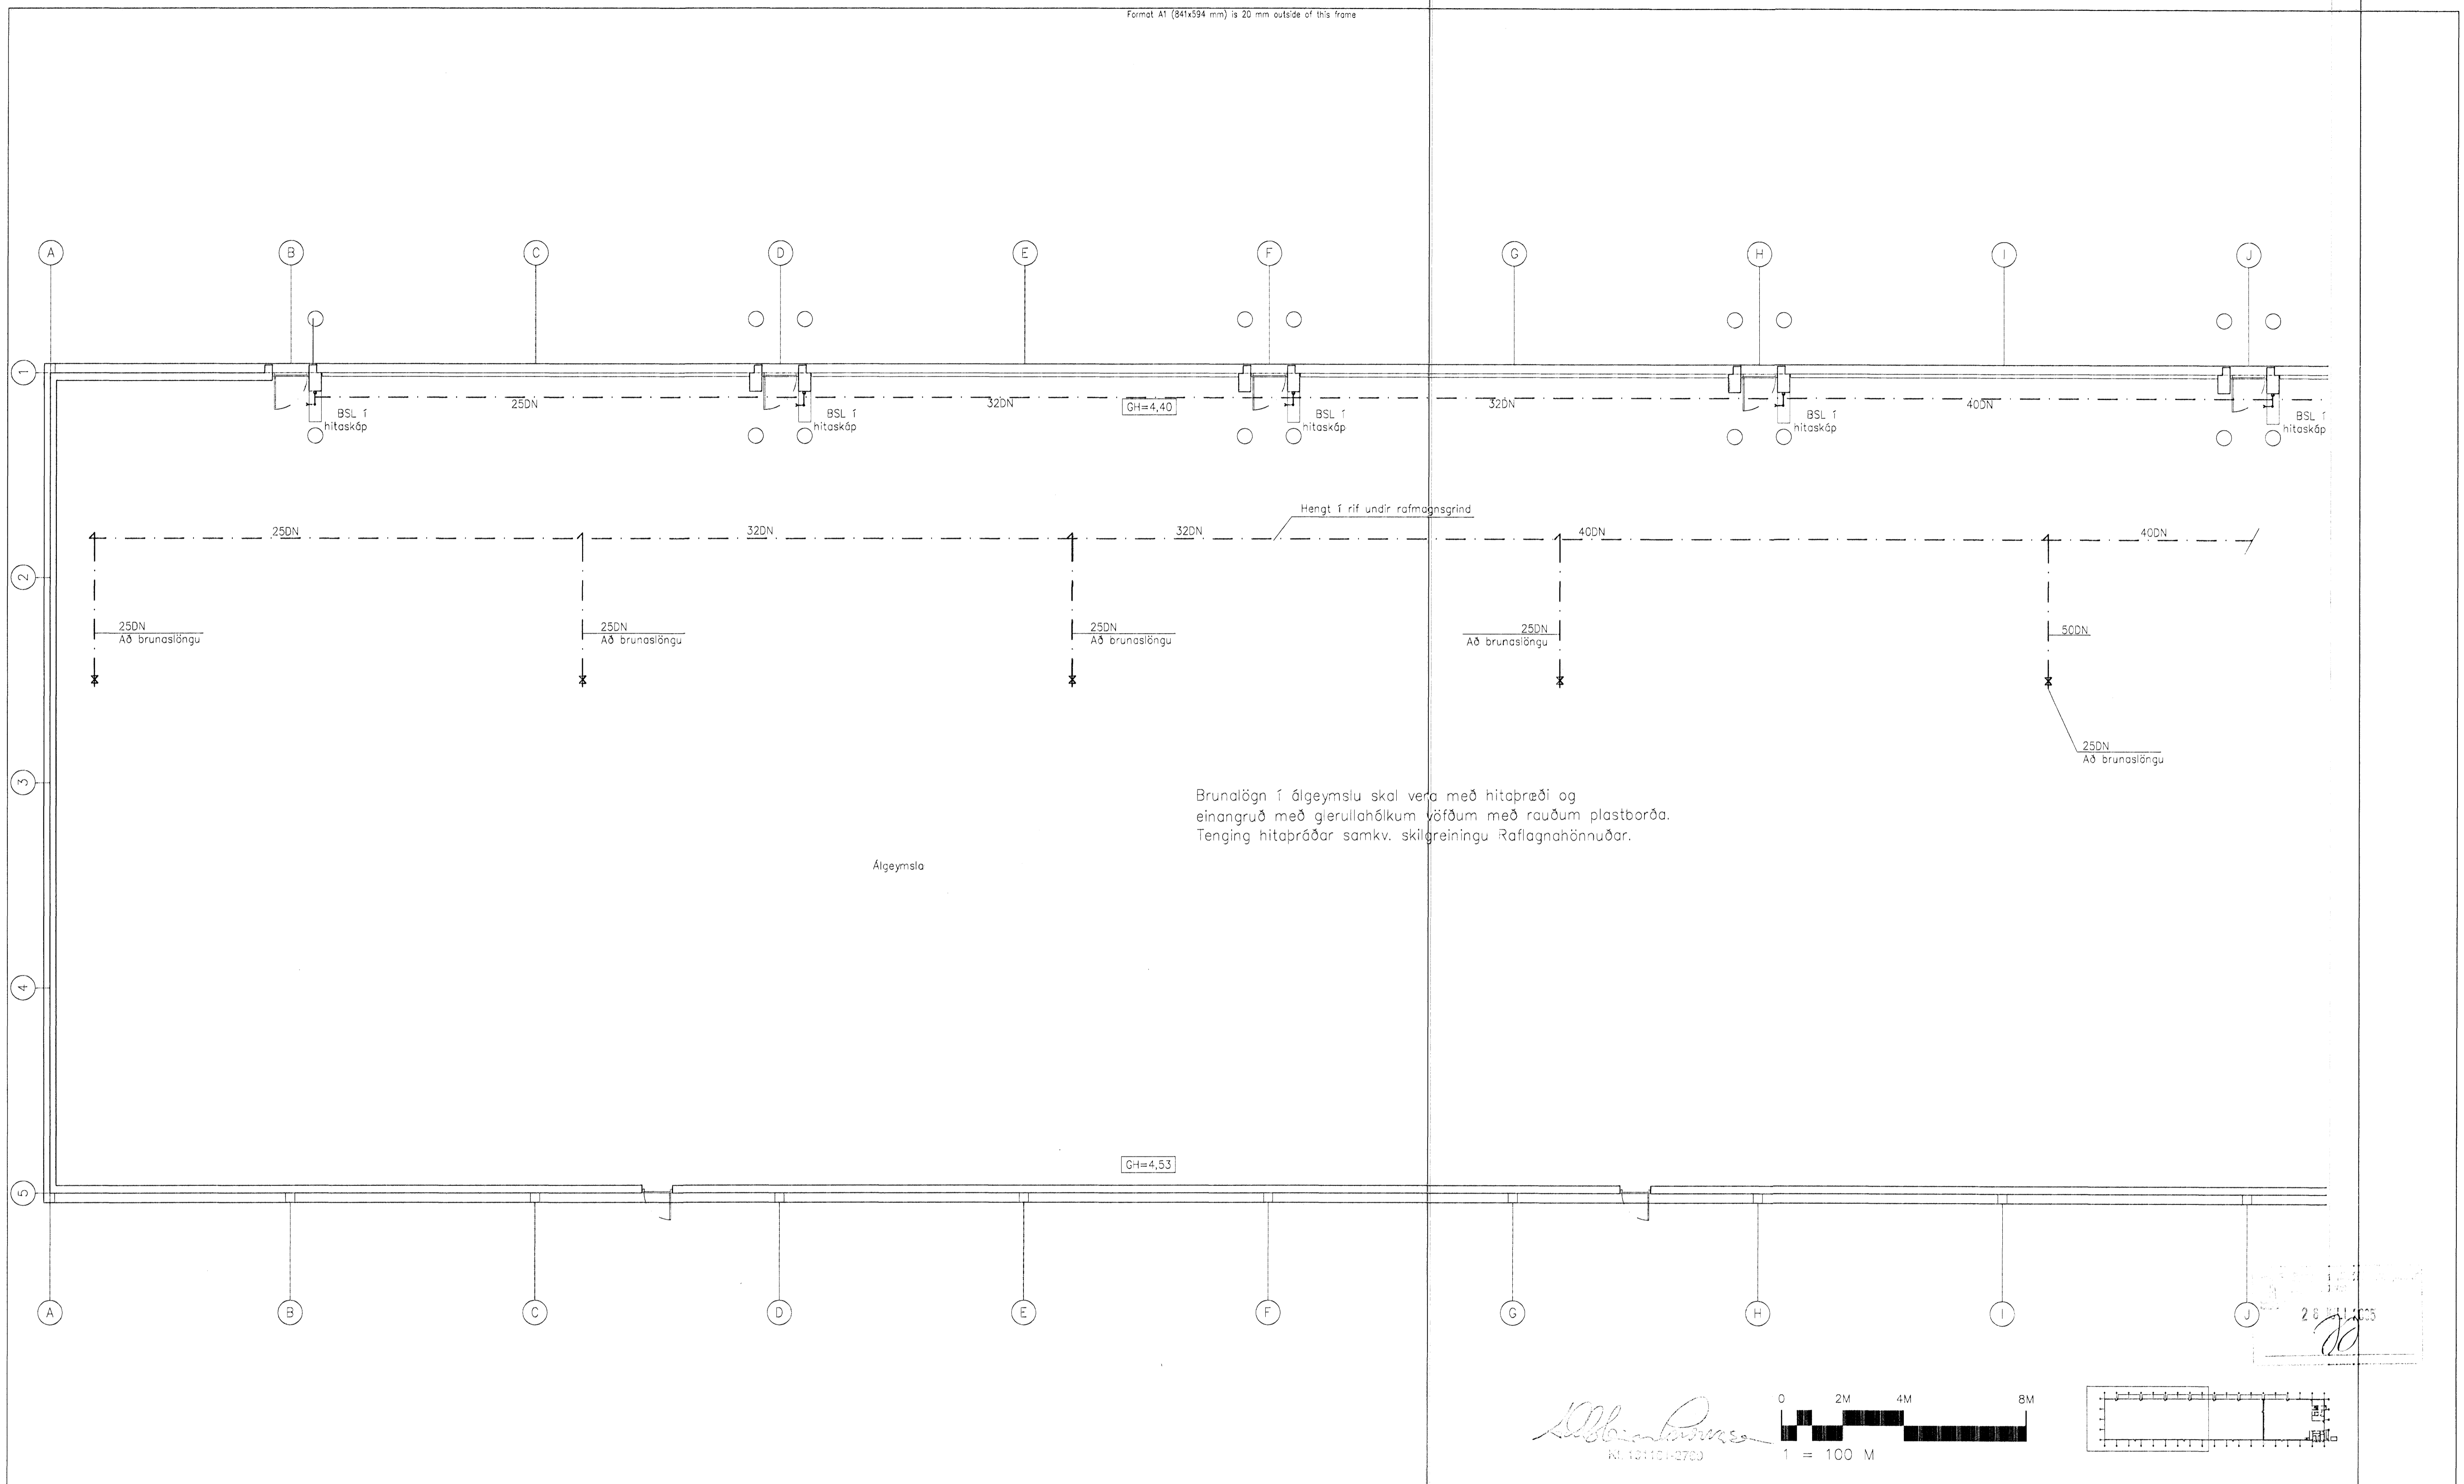 Format A1 (841x594 mm) is 20 mm outside of this frame
A B C D E F G H I J
1
25DN 32DN GH=4,40 32DN 40DN
BSL í
hitaskáp
BSL í
hitaskáp
BSL í
hitaskáp
BSL í
hitaskáp
BSL í
hitaskáp
Hengt í rif undir rafmagnsgrind
25DN 32DN 32DN 40DN 40DN
2
25DN
Að brunaslöngu
25DN
Að brunaslöngu
25DN
Að brunaslöngu
25DN
Að brunaslöngu
50DN
25DN
Að brunaslöngu
3
Brunalögn í álgeymslu skal vera með hitaþræði og
einangruð með glerullahólkum vöfðum með rauðum plastborða.
Tenging hitaþráðar samkv. skilgreiningu Raflagnahönnuðar.
Álgeymsla
4
GH=4,53
5
A B C D E F G H I J
0 2M 4M 8M
1 = 100 M